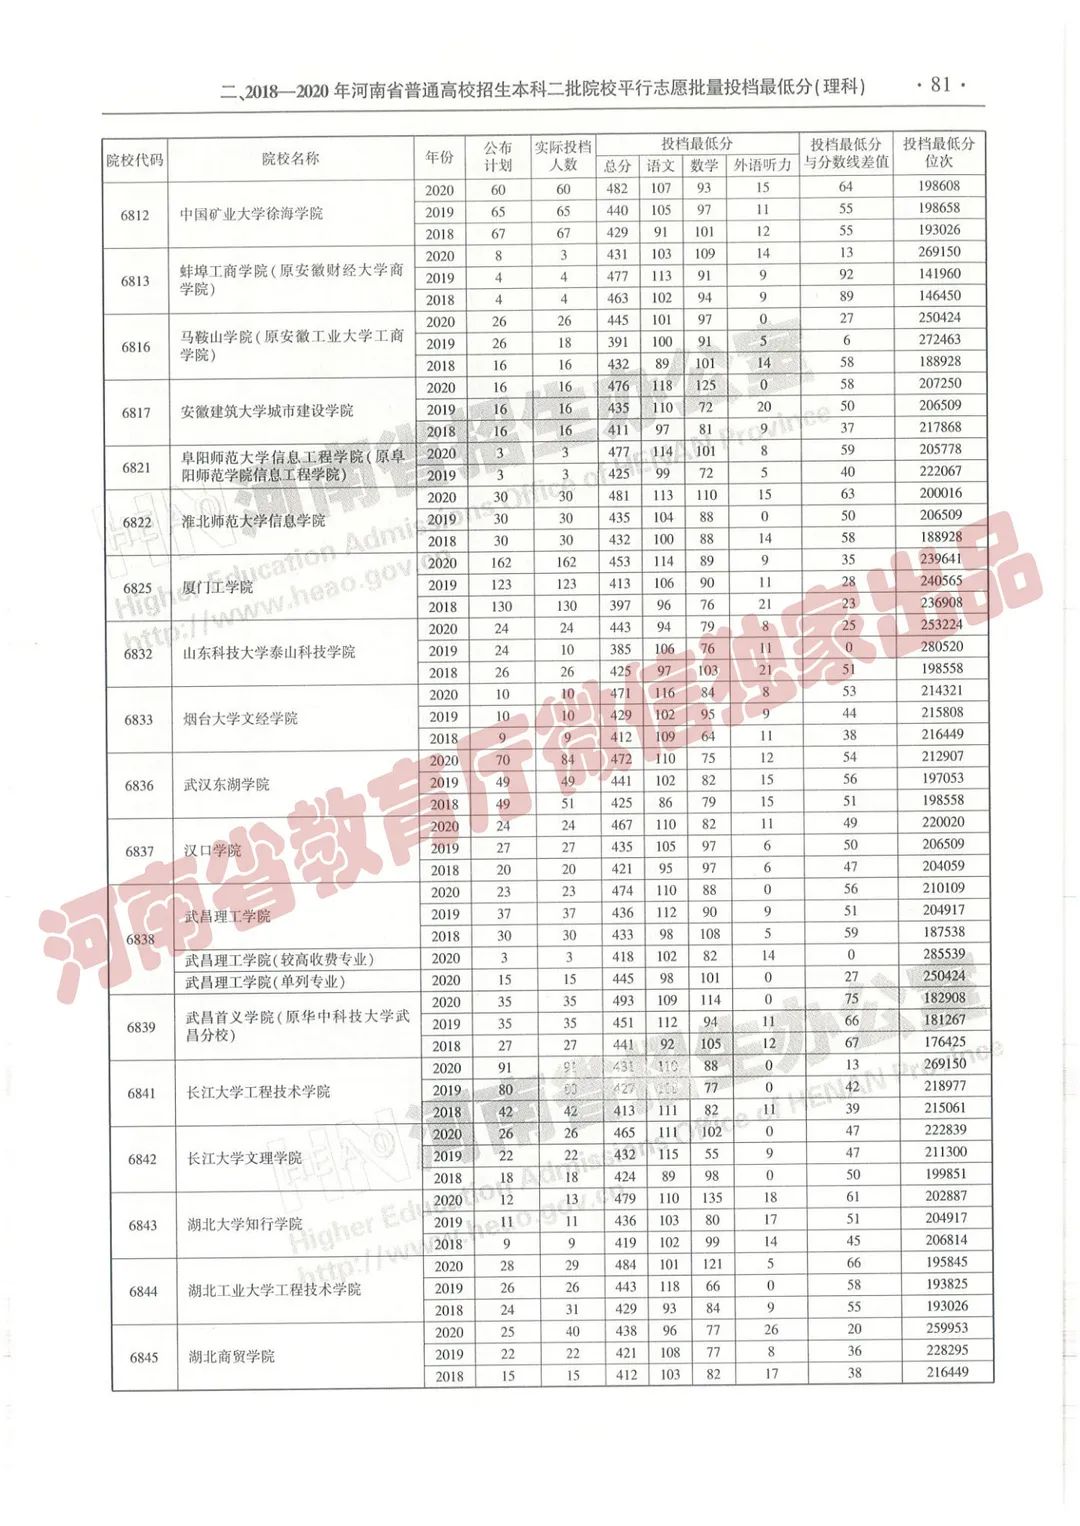 二、2018—2020年河南省普通高校招生本科二批院校平行志愿批量投档最低分(理科) ·81·
院校代码 院校名称 年份 公布计划 实际投档人数 投档最低分 投档最低分与分数线差值 投档最低分位次
总分 语文 数学 外语听力
6812 中国矿业大学徐海学院
2020 60 60 482 107 93 15 64 198608
2019 65 65 440 105 97 11 55 198658
2018 67 67 429 91 101 12 55 193026
6813 蚌埠工商学院(原安徽财经大学商学院)
2020 8 3 431 103 109 14 13 269150
2019 4 4 477 113 91 9 92 141960
2018 4 4 463 102 94 9 89 146450
6816 马鞍山学院(原安徽工业大学工商学院)
2020 26 26 445 101 97 0 27 250424
2019 26 18 391 100 91 5 6 272463
2018 16 16 432 89 101 14 58 188928
6817 安徽建筑大学城市建设学院
2020 16 16 476 118 125 0 58 207250
2019 16 16 435 110 72 20 50 206509
2018 16 16 411 97 81 9 37 217868
6821 阜阳师范大学信息工程学院(原阜阳师范学院信息工程学院)
2020 3 3 477 114 101 8 59 205778
2019 3 3 425 99 72 5 40 222067
6822 淮北师范大学信息学院
2020 30 30 481 113 110 15 63 200016
2019 30 30 435 104 88 0 50 206509
2018 30 30 432 100 88 14 58 188928
6825 厦门工学院
2020 162 162 453 114 89 9 35 239641
2019 123 123 413 106 90 11 28 240565
2018 130 130 397 96 76 21 23 236908
6832 山东科技大学泰山科技学院
2020 24 24 443 94 79 8 25 253224
2019 24 10 385 106 76 11 0 280520
2018 26 26 425 97 103 21 51 198558
6833 烟台大学文经学院
2020 10 10 471 116 84 8 53 214321
2019 10 10 429 102 95 9 44 215808
2018 9 9 412 109 64 11 38 216449
6836 武汉东湖学院
2020 70 84 472 110 75 12 54 212907
2019 49 49 441 102 82 15 56 197053
2018 49 51 425 86 79 15 51 198558
6837 汉口学院
2020 24 24 467 110 82 11 49 220020
2019 27 27 435 105 97 6 50 206509
2018 20 20 421 95 97 6 47 204059
6838 武昌理工学院
2020 23 23 474 110 88 0 56 210109
2019 37 37 436 112 90 9 51 204917
2018 30 30 433 98 108 5 59 187538
武昌理工学院(较高收费专业) 2020 3 3 418 102 82 14 0 285539
武昌理工学院(单列专业) 2020 15 15 445 98 101 0 27 250424
6839 武昌首义学院(原华中科技大学武昌分校)
2020 35 35 493 109 114 0 75 182908
2019 35 35 451 112 94 11 66 181267
2018 27 27 441 92 105 12 67 176425
6841 长江大学工程技术学院
2020 91 91 431 110 88 0 13 269150
2019 80 427 77 0 42 218977
2018 42 42 413 111 82 11 39 215061
6842 长江大学文理学院
2020 26 26 465 111 102 0 47 222839
2019 22 22 432 115 55 9 47 211300
2018 18 18 424 89 98 0 50 199851
6843 湖北大学知行学院
2020 12 13 479 110 135 18 61 202887
2019 11 11 436 103 80 17 51 204917
2018 9 9 419 102 99 14 45 206814
6844 湖北工业大学工程技术学院
2020 28 29 484 101 121 5 66 195845
2019 26 26 443 118 66 0 58 193825
2018 24 31 429 93 84 9 55 193026
6845 湖北商贸学院
2020 25 40 438 96 77 26 20 259953
2019 22 22 421 108 77 8 36 228295
2018 15 15 412 103 82 17 38 216449
河南省教育厅微信独家出品
HEAO 河南省招生办公室
Higher Education Admissions Office of HENAN Province
http://www.heao.gov.cn
HEAO 河南省招生办公室
Higher Education Admissions Office of HENAN Province
http://www.heao.gov.cn